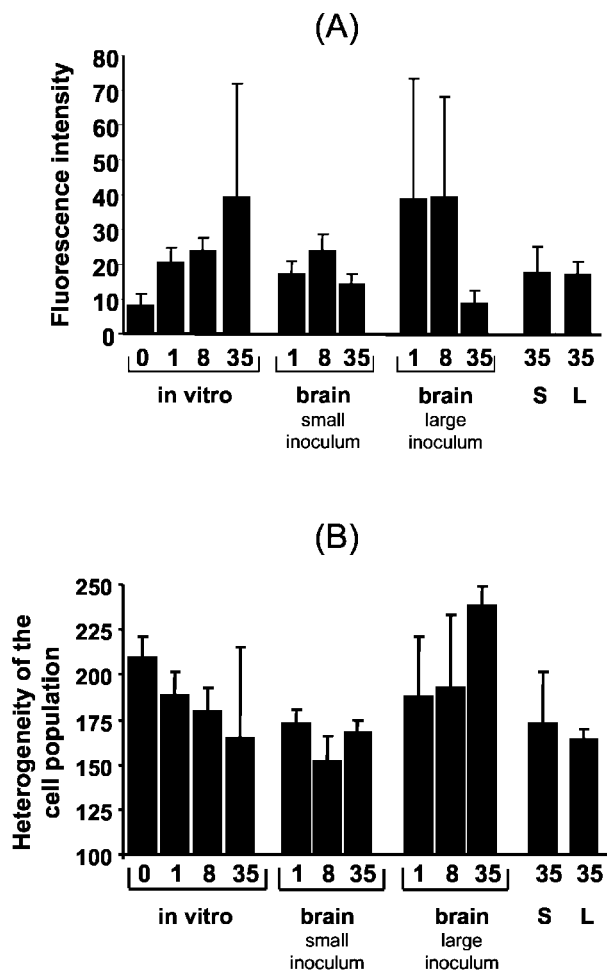 (A)
Fluorescence intensity
80
70
60
50
40
30
20
10
0
0 1 8 35 1 8 35 1 8 35 35 35
in vitro brain brain S L
small large
inoculum inoculum
(B)
Heterogeneity of the
cell population
250
225
200
175
150
125
100
0 1 8 35 1 8 35 1 8 35 35 35
in vitro brain brain S L
small large
inoculum inoculum